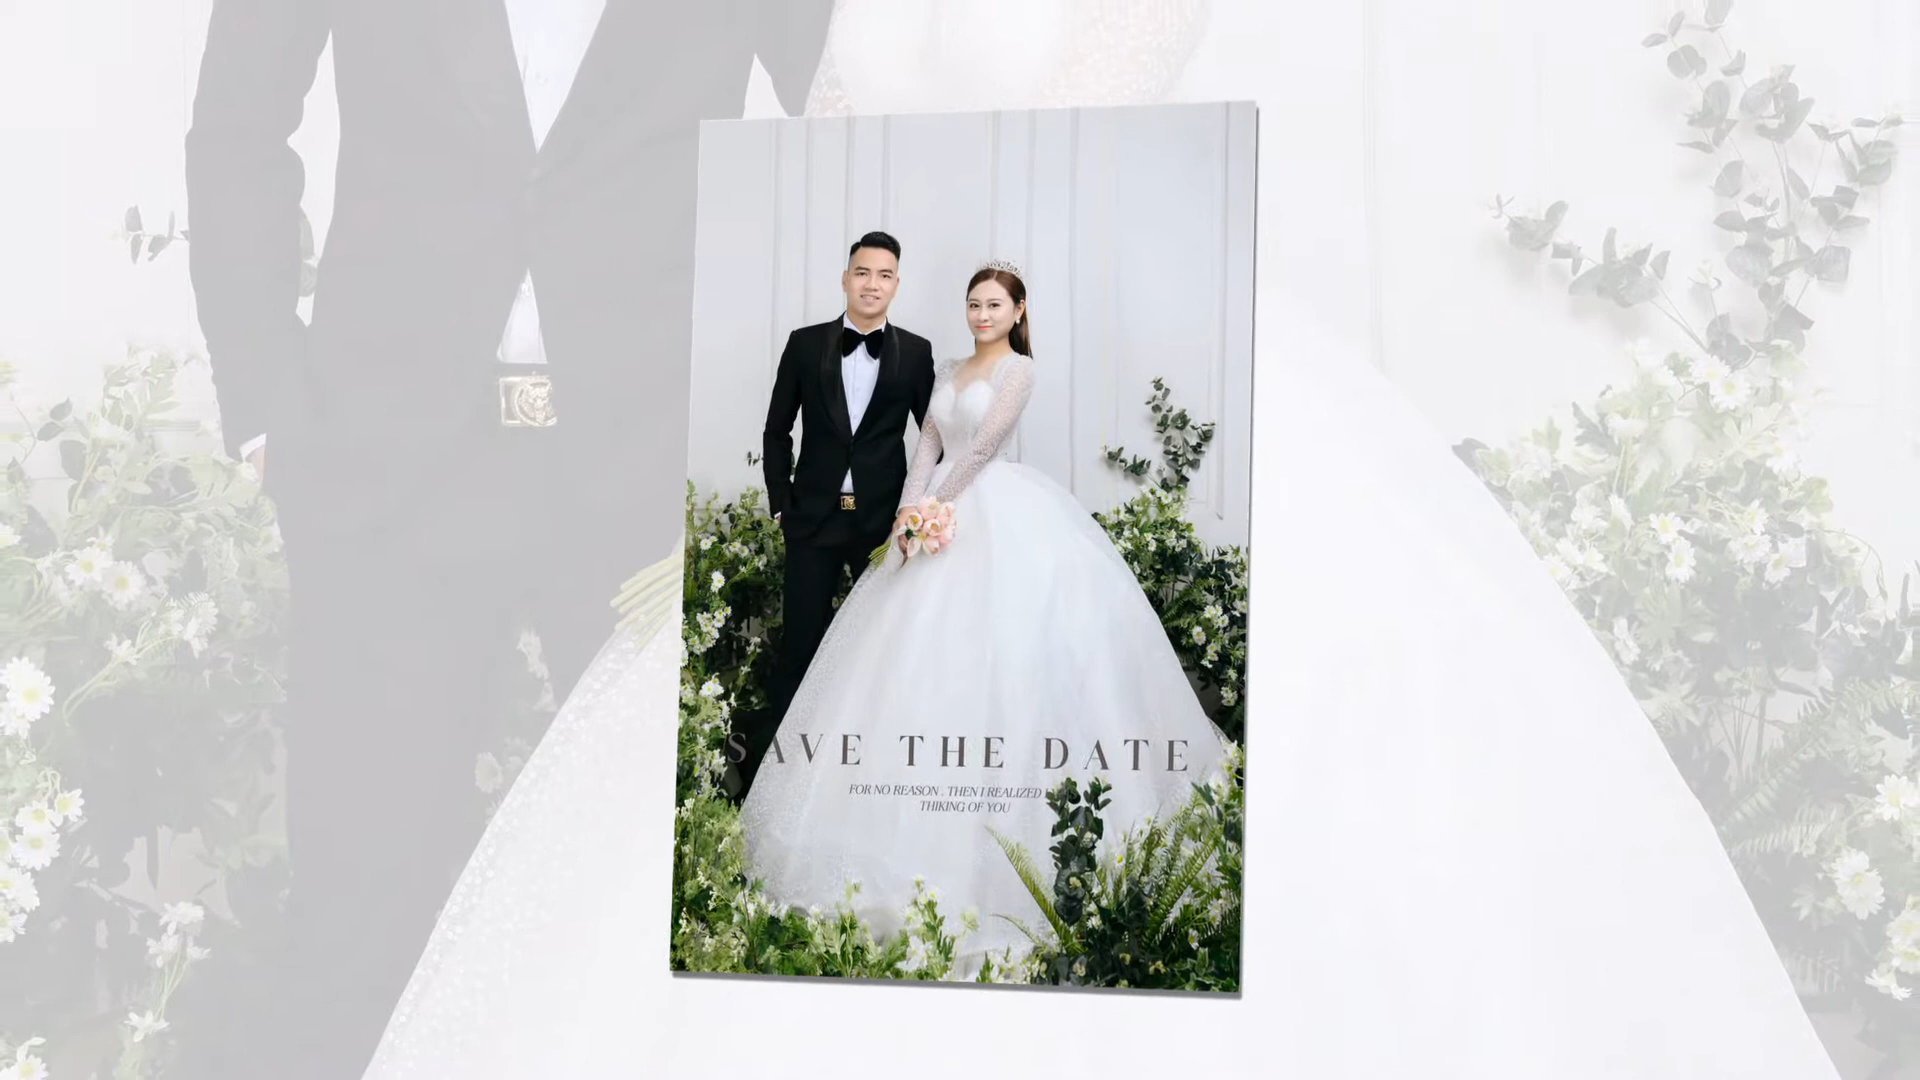 SAVE THE DATE
FOR NO REASON . THEN I REALIZED
THIKING OF YOU